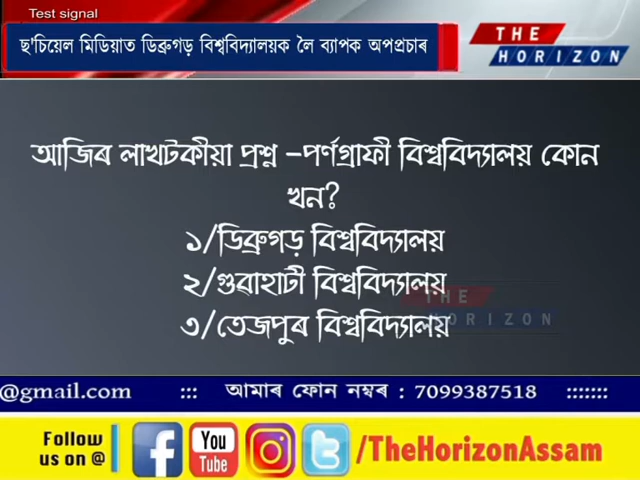 Test signal
ছ'চিয়েল মিডিয়াত ডিব্ৰুগড় বিশ্ববিদ্যালয়ক লৈ ব্যাপক অপপ্ৰচাৰ
THE
HORIZON
আজিৰ লাখটকীয়া প্ৰশ্ন –পৰ্ণগ্ৰাফী বিশ্ববিদ্যালয় কোন
খন?
১/ডিব্ৰুগড় বিশ্ববিদ্যালয়
২/গুৱাহাটী বিশ্ববিদ্যালয়
THE
HORIZON
৩/তেজপুৰ বিশ্ববিদ্যালয়
@gmail.com ::: আমাৰ ফোন নম্বৰ : 7099387518 :::::::
Follow
us on @
f You Tube /TheHorizonAssam